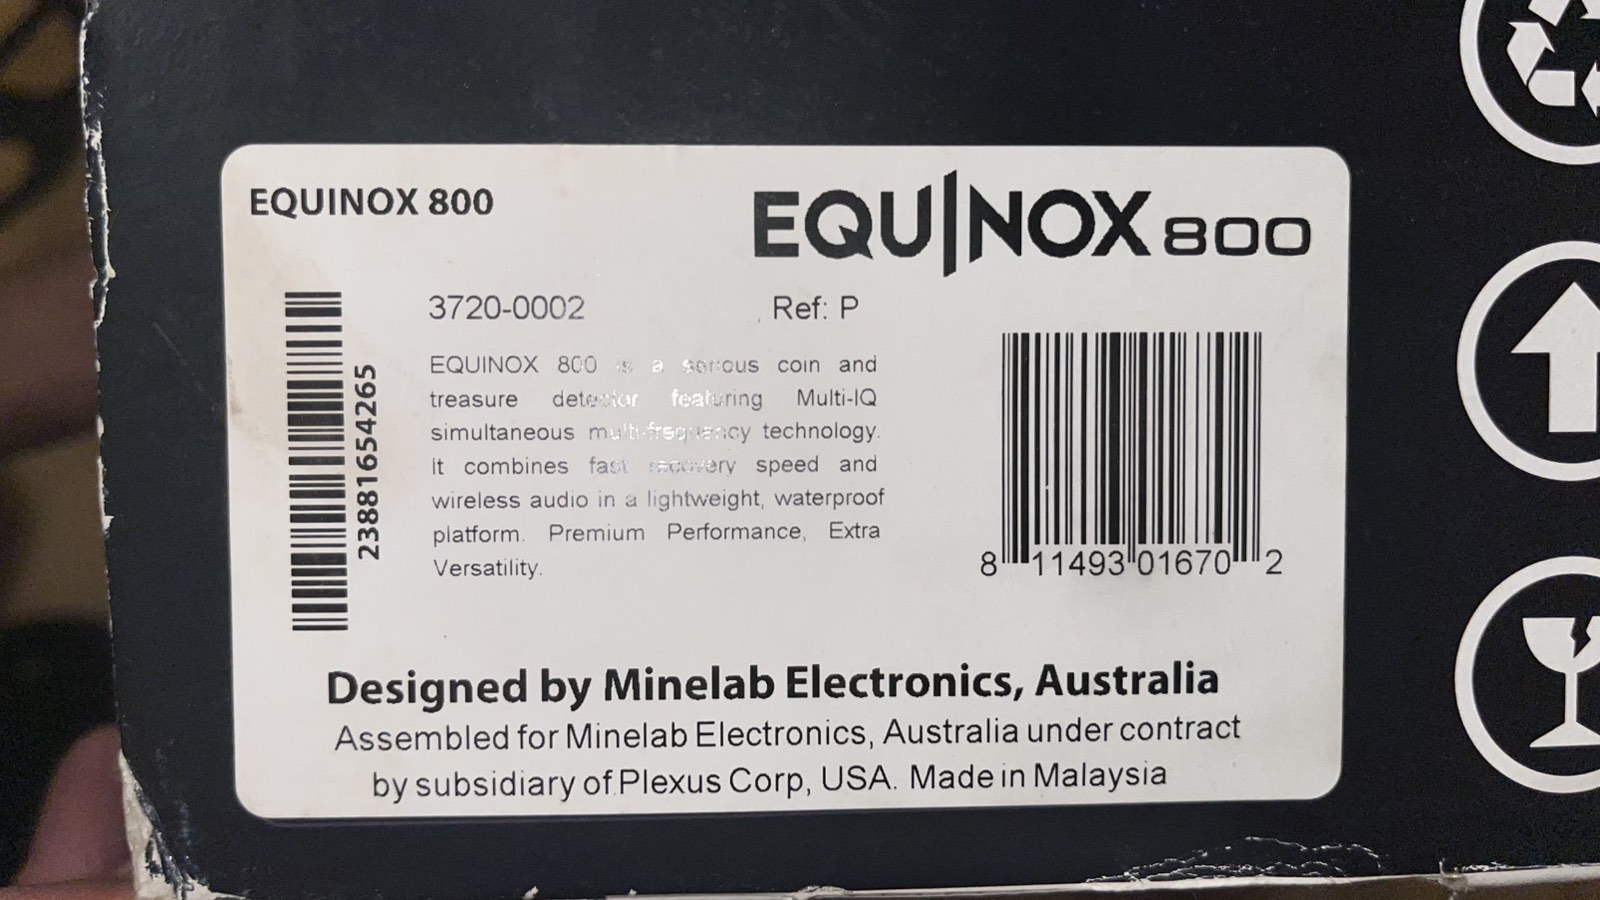 EQUINOX 800
EQUINOX 800
3720-0002 Ref: P
EQUINOX 800 is a serious coin and
treasure detector featuring Multi-IQ
simultaneous multi-frequency technology.
It combines fast recovery speed and
wireless audio in a lightweight, waterproof
platform. Premium Performance, Extra
Versatility.
23881654265
8 11493 01670 2
Designed by Minelab Electronics, Australia
Assembled for Minelab Electronics, Australia under contract
by subsidiary of Plexus Corp, USA. Made in Malaysia